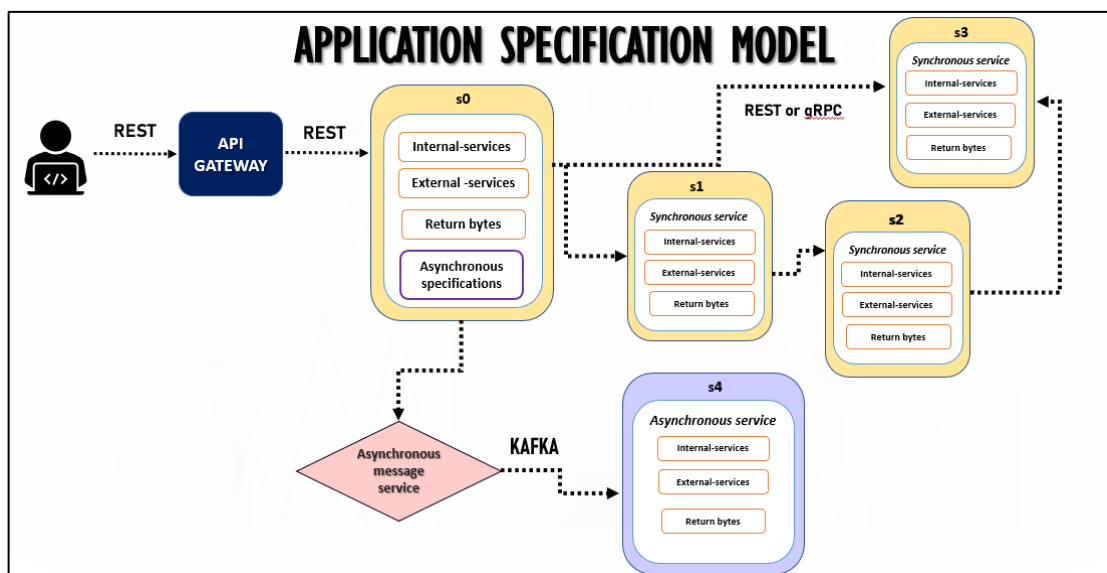 APPLICATION SPECIFICATION MODEL
REST
API
GATEWAY
REST
s0
Internal-services
External -services
Return bytes
Asynchronous
specifications
REST or gRPC
s3
Synchronous service
Internal-services
External-services
Return bytes
s1
Synchronous service
Internal-services
External-services
Return bytes
s2
Synchronous service
Internal-services
External-services
Return bytes
Asynchronous
message
service
KAFKA
s4
Asynchronous service
Internal-services
External-services
Return bytes